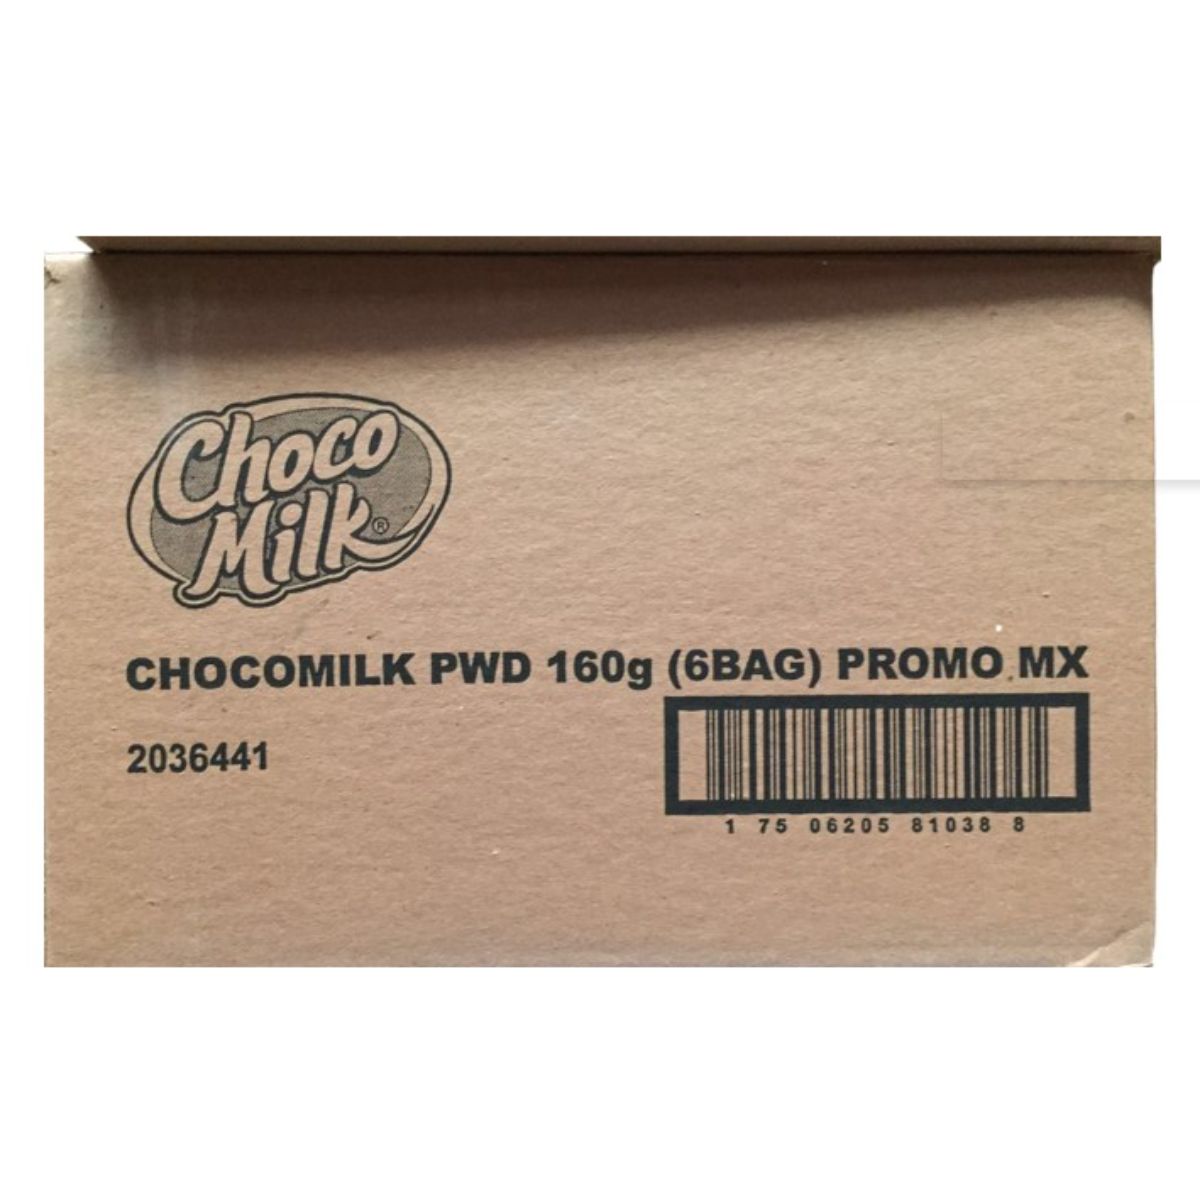 Choco
Milk®
CHOCOMILK PWD 160g (6BAG) PROMO MX
2036441
1 75 06205 81038 8